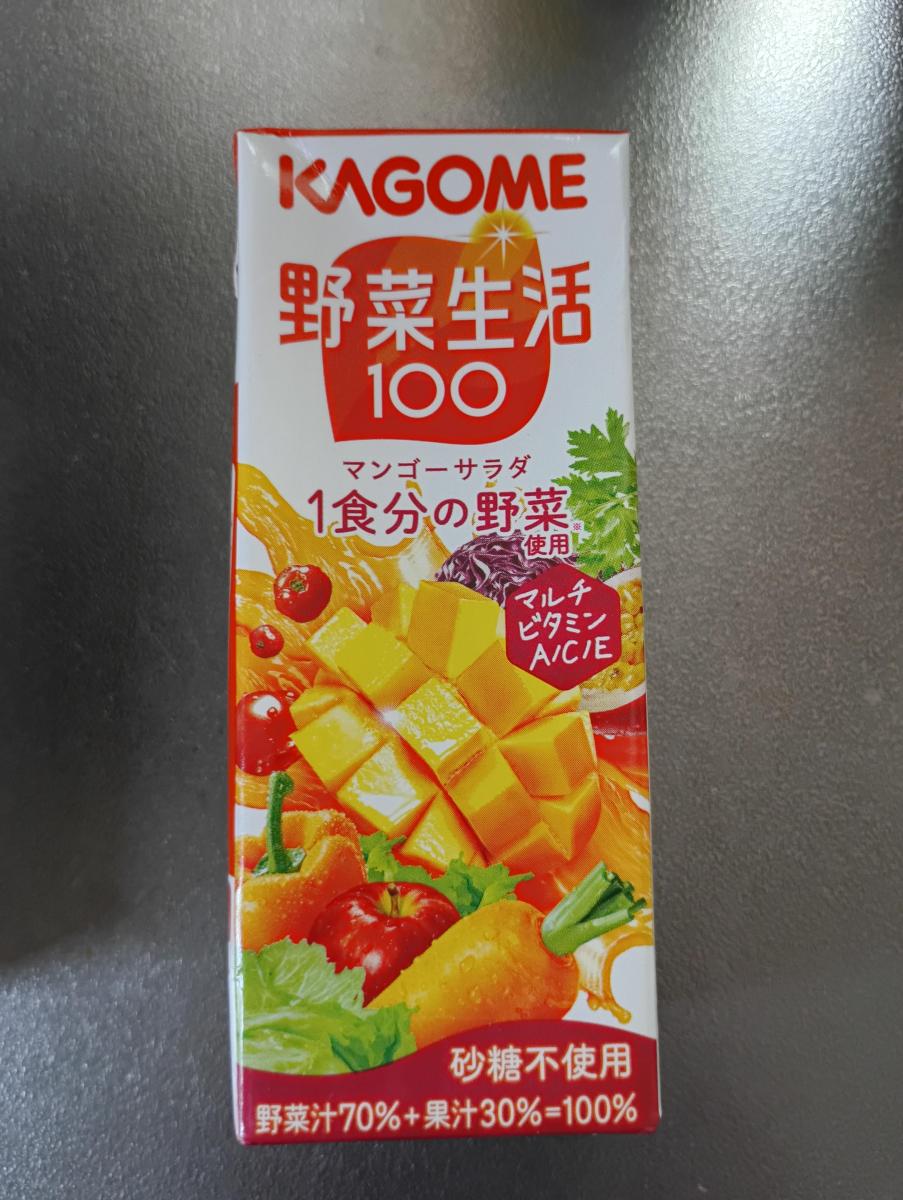 KAGOME
野菜生活
100
マンゴーサラダ
1食分の野菜※
使用
マルチ
ビタミン
A/C/E
砂糖不使用
野菜汁70%+果汁30%=100%